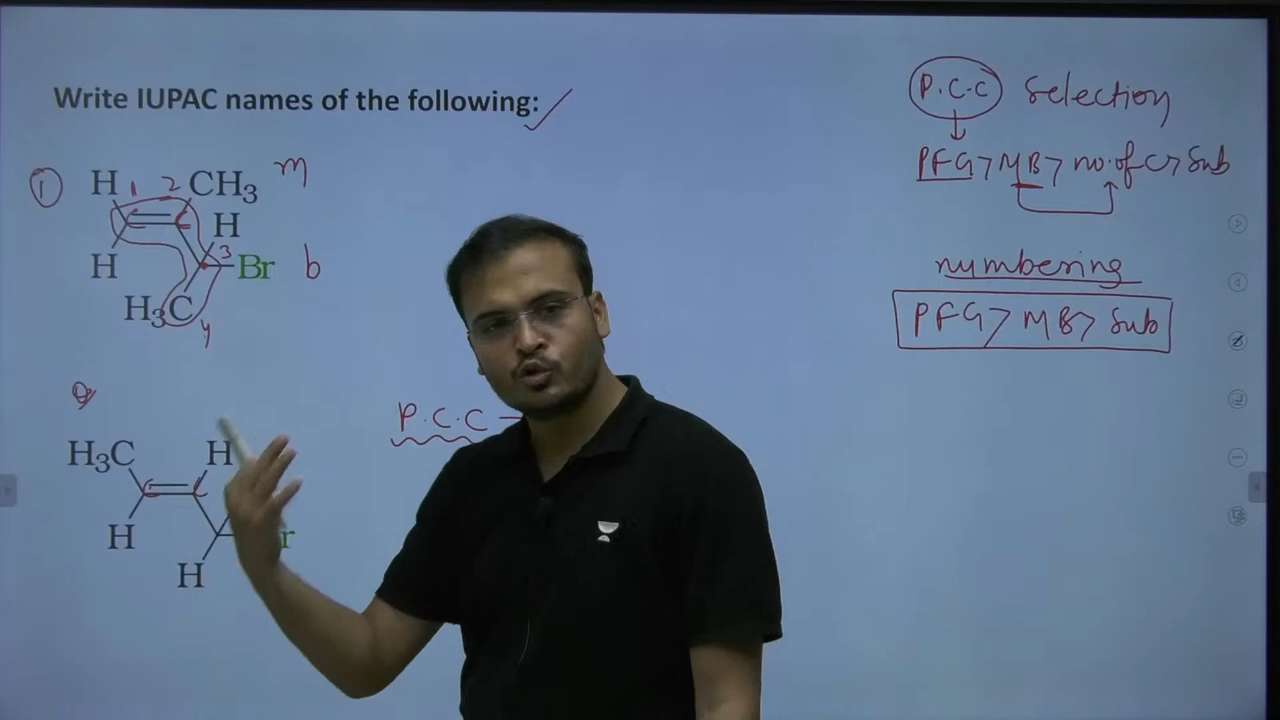 Write IUPAC names of the following:
P.C.C Selection
PFG > MB > no. of C > Sub
numbering
PFG > MB > Sub
① H 1 2 CH₃ m
H
H 3 Br b
H₃C 4
P.C.C -
H₃C H
H r
H